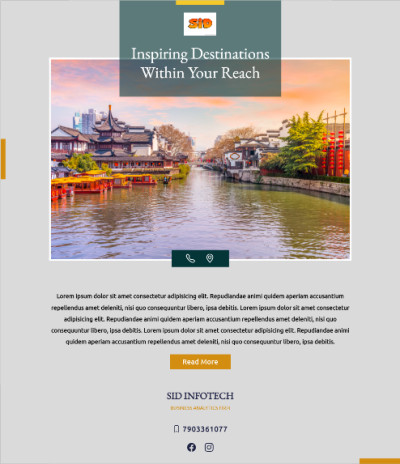 SID
Inspiring Destinations
Within Your Reach
Lorem ipsum dolor sit amet consectetur adipisicing elit. Repudiandae animi quidem aperiam accusantium
repellendus eveniet deleniti, nisi quo consequuntur libero, ipsa debitis. Lorem ipsum dolor sit amet consectetur
adipisicing elit. Repudiandae animi quidem aperiam accusantium repellendus amet deleniti, nisi quo
consequuntur libero, ipsa debitis. Lorem ipsum dolor sit amet consectetur adipisicing elit. Repudiandae animi
quidem aperiam accusantium repellendus amet deleniti, nisi quo consequuntur libero, ipsa debitis.
Read More
SID INFOTECH
7903361077